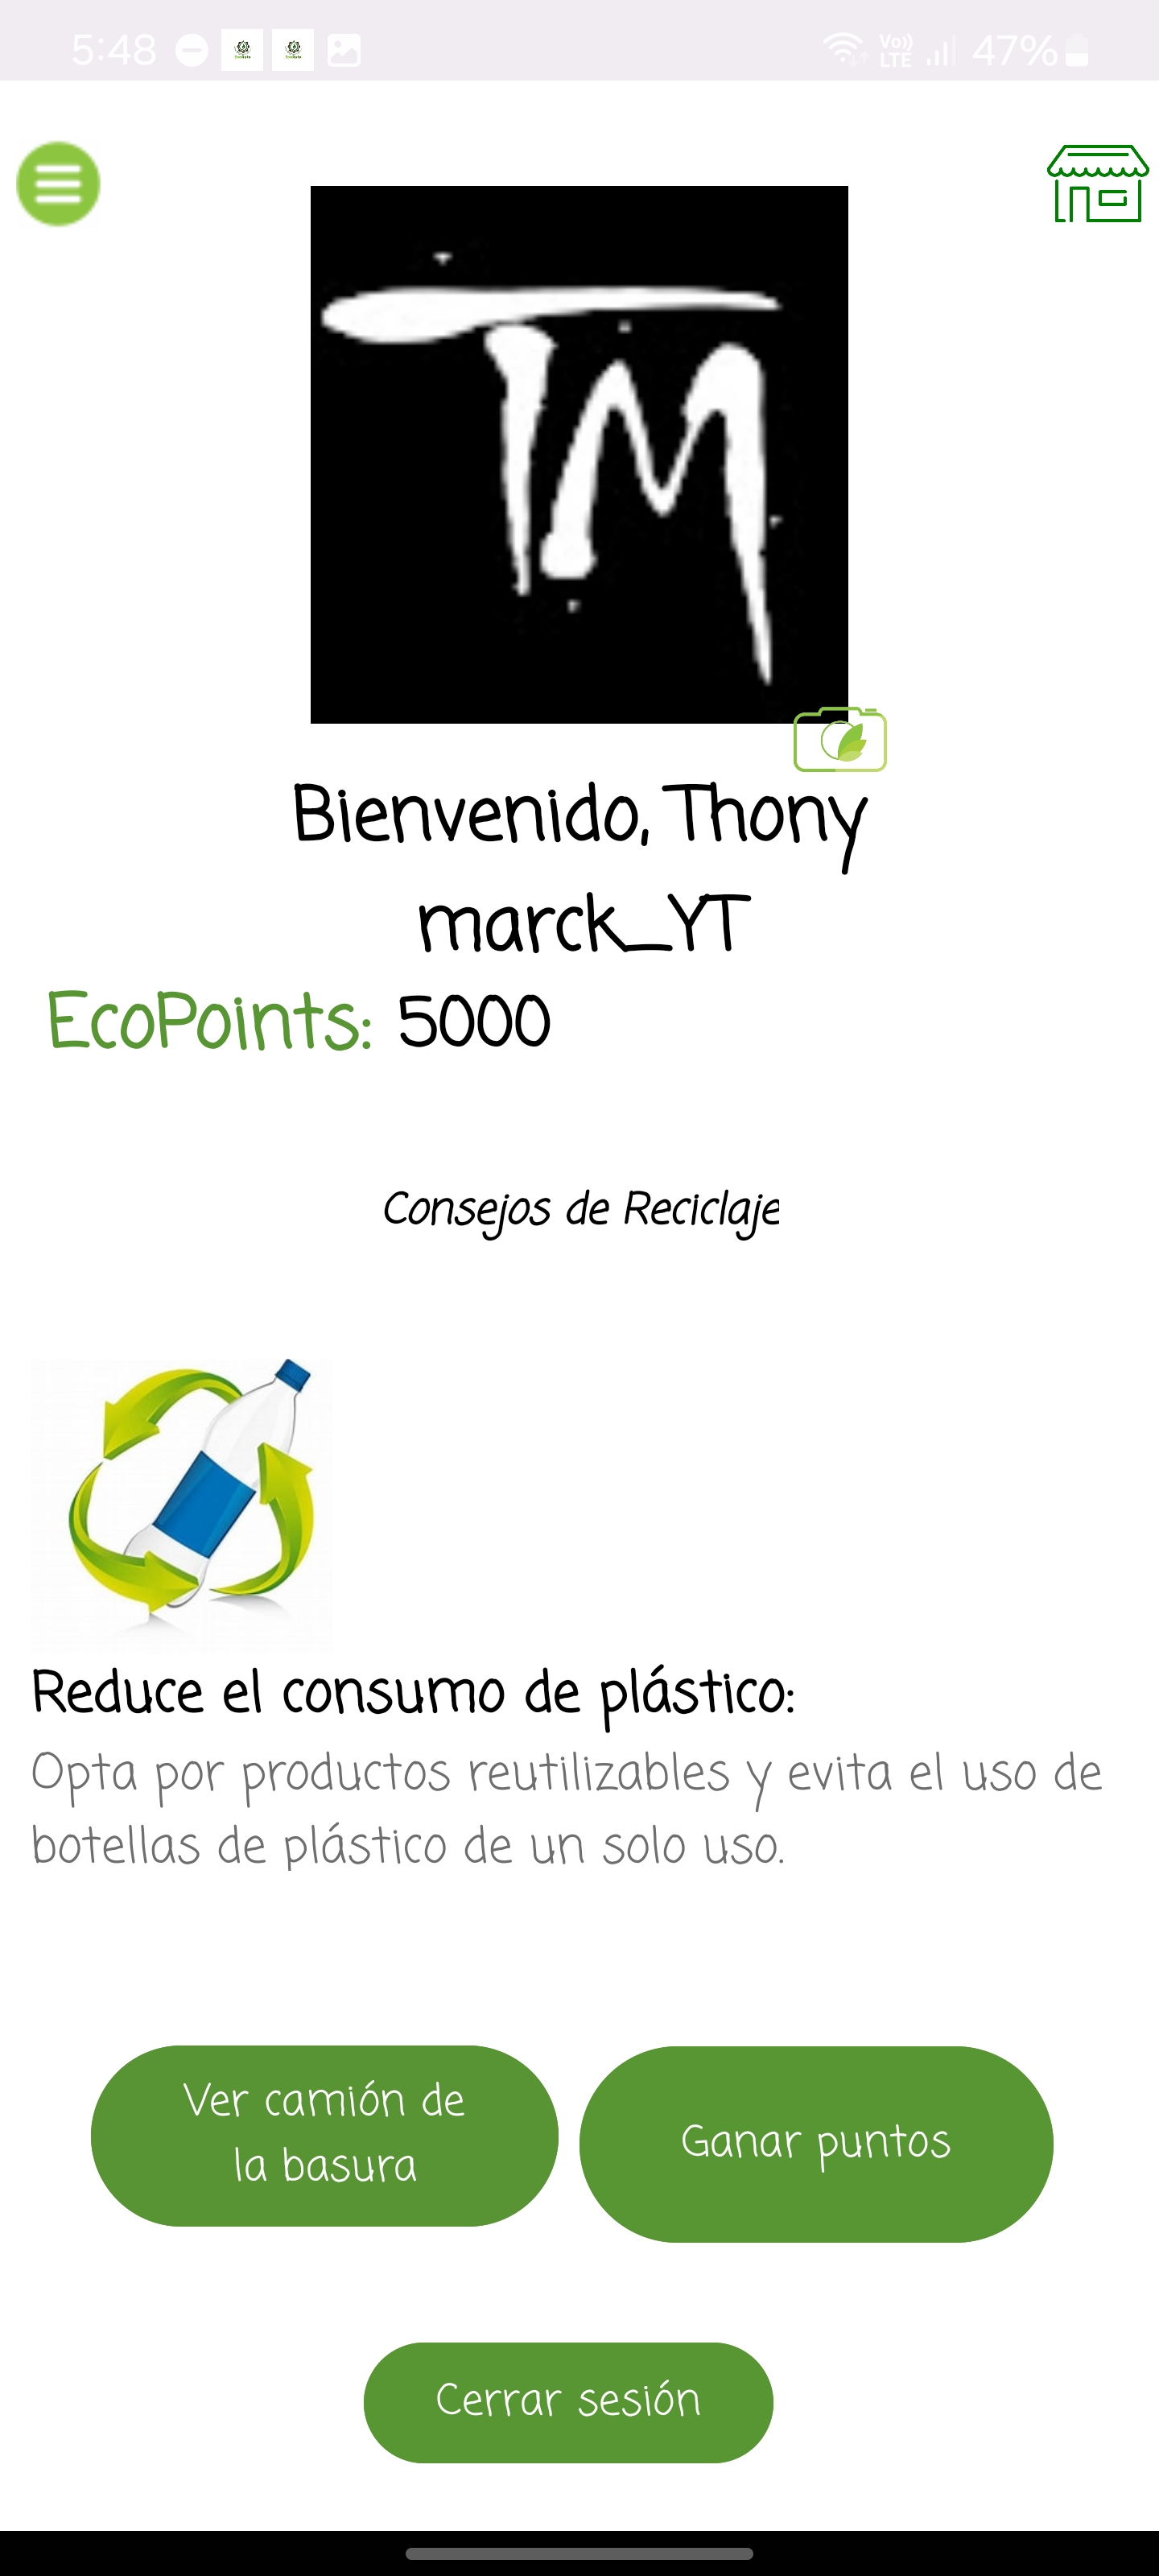 5:48
Vo))
LTE
47%
TM
Bienvenido, Thony
marck_YT
EcoPoints: 5000
Consejos de Reciclaje
Reduce el consumo de plástico:
Opta por productos reutilizables y evita el uso de
botellas de plástico de un solo uso.
Ver camión de
la basura
Ganar puntos
Cerrar sesión